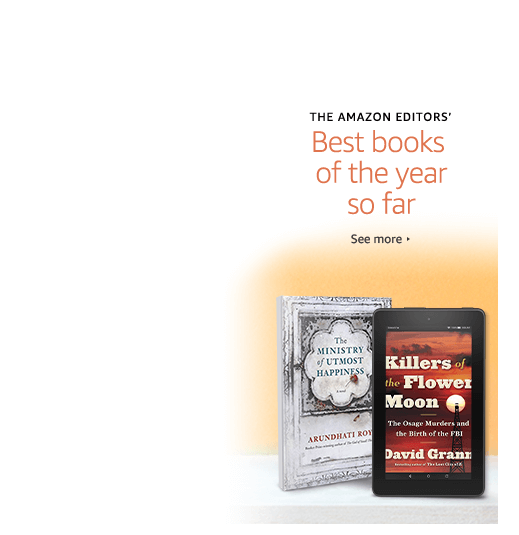 THE AMAZON EDITORS’
Best books
of the year
so far
See more ‣
The
MINISTRY
of UTMOST
HAPPINESS
A novel
ARUNDHATI ROY
Killers of
the Flower
Moon
The Osage Murders and
the Birth of the FBI
David Grann